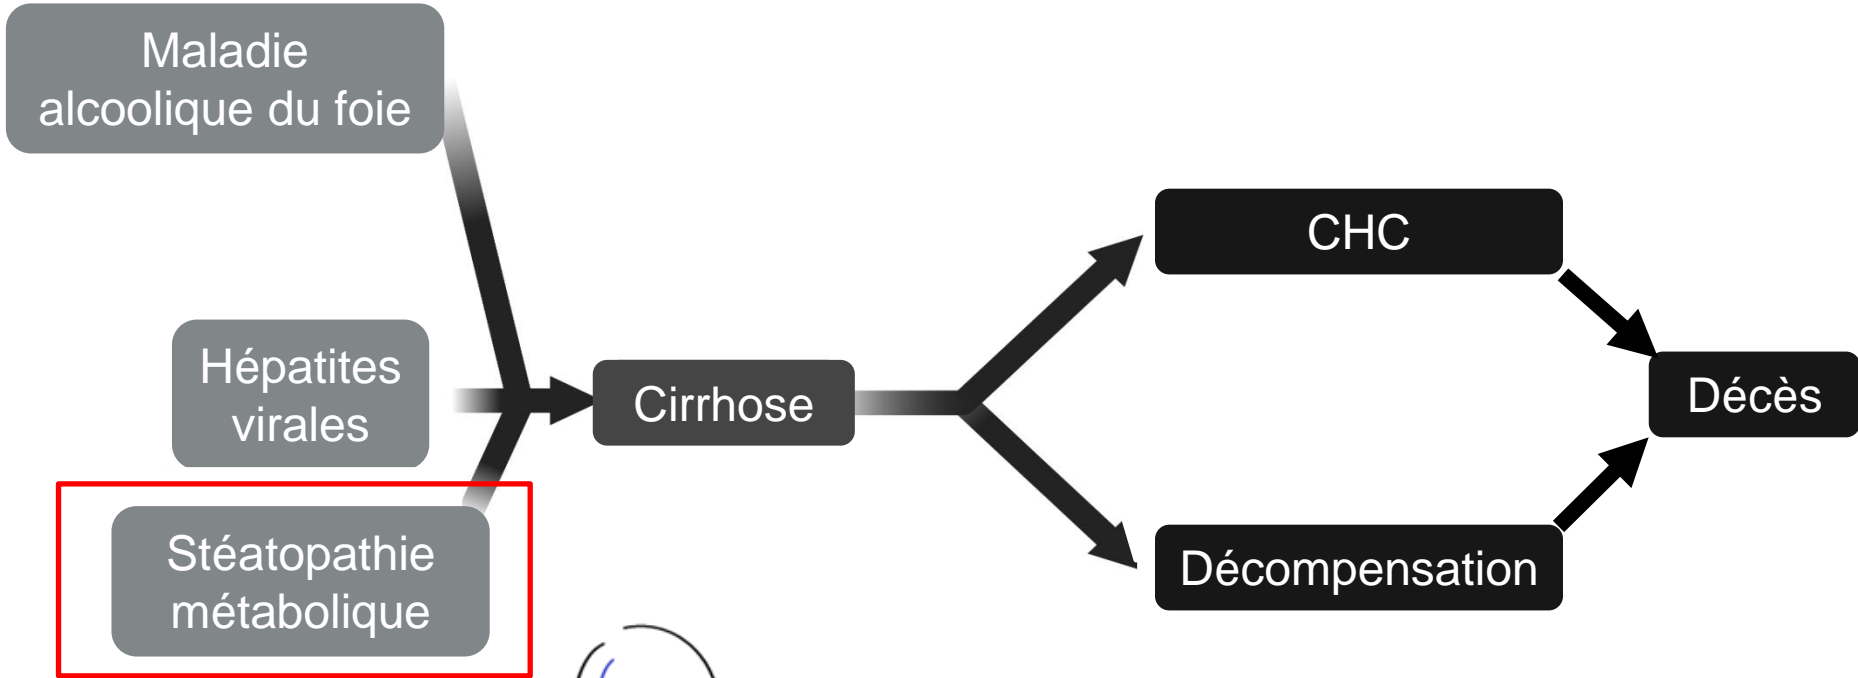 Maladie
alcoolique du foie
Hépatites
virales
Stéatopathie
métabolique
Cirrhose
CHC
Décompensation
Décès